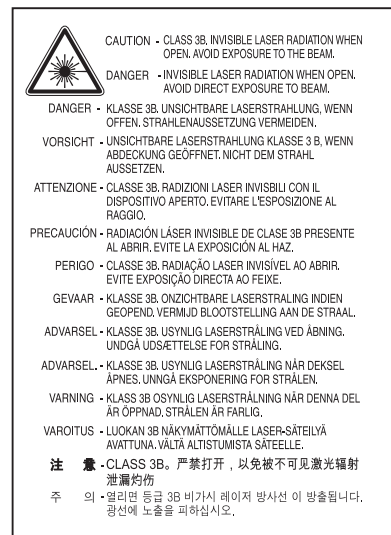 CAUTION - CLASS 3B. INVISIBLE LASER RADIATION WHEN
OPEN. AVOID EXPOSURE TO THE BEAM.
DANGER - INVISIBLE LASER RADIATION WHEN OPEN.
AVOID DIRECT EXPOSURE TO BEAM.
DANGER - KLASSE 3B. UNSICHTBARE LASERSTRAHLUNG, WENN
OFFEN. STRAHLENAUSSETZUNG VERMEIDEN.
VORSICHT - UNSICHTBARE LASERSTRAHLUNG KLASSE 3 B, WENN
ABDECKUNG GEÖFFNET. NICHT DEM STRAHL
AUSSETZEN.
ATTENZIONE - CLASSE 3B. RADIZIONI LASER INVISBILI CON IL
DISPOSITIVO APERTO. EVITARE L'ESPOSIZIONE AL
RAGGIO.
PRECAUCIÓN - RADIACIÓN LÁSER INVISIBLE DE CLASE 3B PRESENTE
AL ABRIR. EVITE LA EXPOSICIÓN AL HAZ.
PERIGO - CLASSE 3B. RADIAÇÃO LASER INVISÍVEL AO ABRIR.
EVITE EXPOSIÇÃO DIRECTA AO FEIXE.
GEVAAR - KLASSE 3B. ONZICHTBARE LASERSTRALING INDIEN
GEOPEND. VERMIJD BLOOTSTELLING AAN DE STRAAL.
ADVARSEL - KLASSE 3B. USYNLIG LASERSTRÅLING VED ÅBNING.
UNDGÅ UDSÆTTELSE FOR STRÅLING.
ADVARSEL. - KLASSE 3B. USYNLIG LASERSTRÅLING NÅR DEKSEL
ÅPNES. UNNGÅ EKSPONERING FOR STRÅLEN.
VARNING - KLASS 3B OSYNLIG LASERSTRÅLNING NÄR DENNA DEL
ÄR ÖPPNAD. STRÅLEN ÄR FARLIG.
VAROITUS - LUOKAN 3B NÄKYMÄTTÖMÄLLE LASER-SÄTEILYÄ
AVATTUNA. VÄLTÄ ALTISTUMISTA SÄTEELLE.
注 意 - CLASS 3B。严禁打开，以免被不可见激光辐射
泄漏灼伤
주 의 - 열리면 등급 3B 비가시 레이저 방사선 이 방출됩니다.
광선에 노출을 피하십시오.